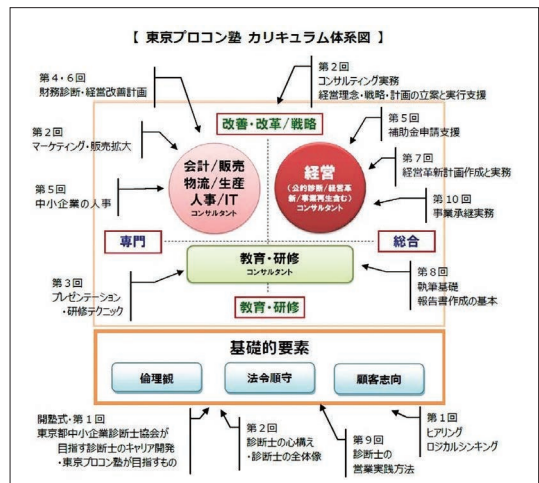 【 東京プロコン塾 カリキュラム体系図 】
第4・6回
財務診断・経営改善計画
第2回
コンサルティング実務
経営理念・戦略・計画の立案と実行支援
改善・改革/戦略
第2回
マーケティング・販売拡大
第5回
補助金申請支援
会計/販売
物流/生産
人事/IT
コンサルタント
経営
(公的診断/経営革
新/事業再生含む)
コンサルタント
第7回
経営革新計画作成と実務
第5回
中小企業の人事
第10回
事業承継実務
専門
総合
教育・研修
コンサルタント
第3回
プレゼンテーション
・研修テクニック
第8回
執筆基礎
報告書作成の基本
教育・研修
基礎的要素
倫理観
法令順守
顧客志向
開塾式・第1回
東京都中小企業診断士協会が
目指す診断士のキャリア開発
・東京プロコン塾が目指すもの
第2回
診断士の心構え
・診断士の全体像
第9回
診断士の
営業実践方法
第1回
ヒアリング
ロジカルシンキング